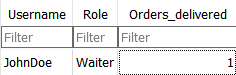 Username Role Orders_delivered
Filter Filter Filter
JohnDoe Waiter 1